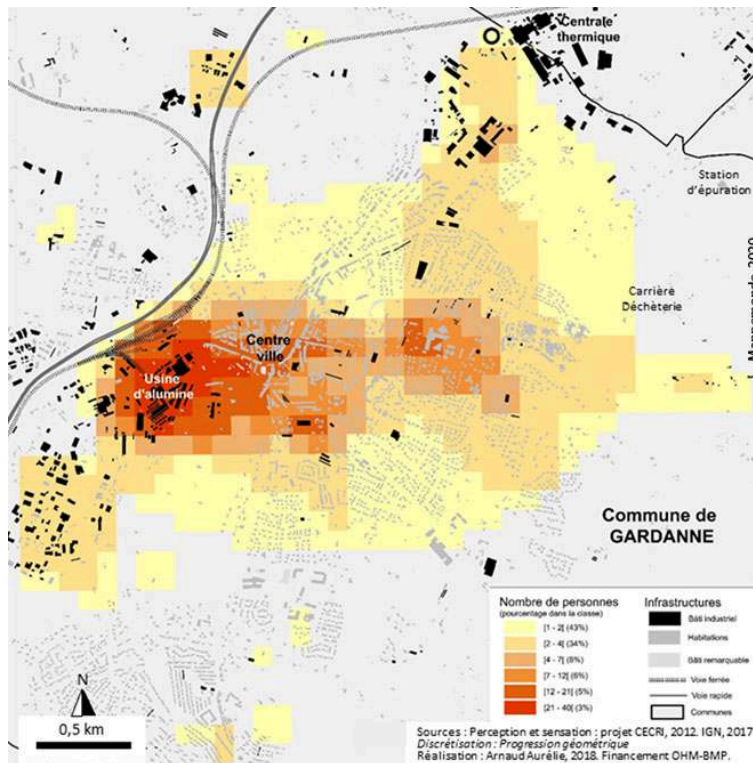 Centrale
thermique
Station
d'épuration
Carrière
Déchèterie
Centre
ville
Usine
d'alumine
Commune de
GARDANNE
Nombre de personnes
(pourcentage dans la classe)
[1 - 2[ (43%)
[2 - 4[ (34%)
[4 - 7[ (8%)
[7 - 12[ (6%)
[12 - 21[ (5%)
[21 - 40[ (3%)
Infrastructures
Bâti industriel
Habitations
Bâti remarquable
Voie ferrée
Voie rapide
Communes
N
0,5 km
Sources : Perception et sensation : projet CECRI, 2012. IGN, 2017
Discrétisation : Progression géométrique
Réalisation : Arnaud Aurélie, 2018. Financement OHM-BMP.